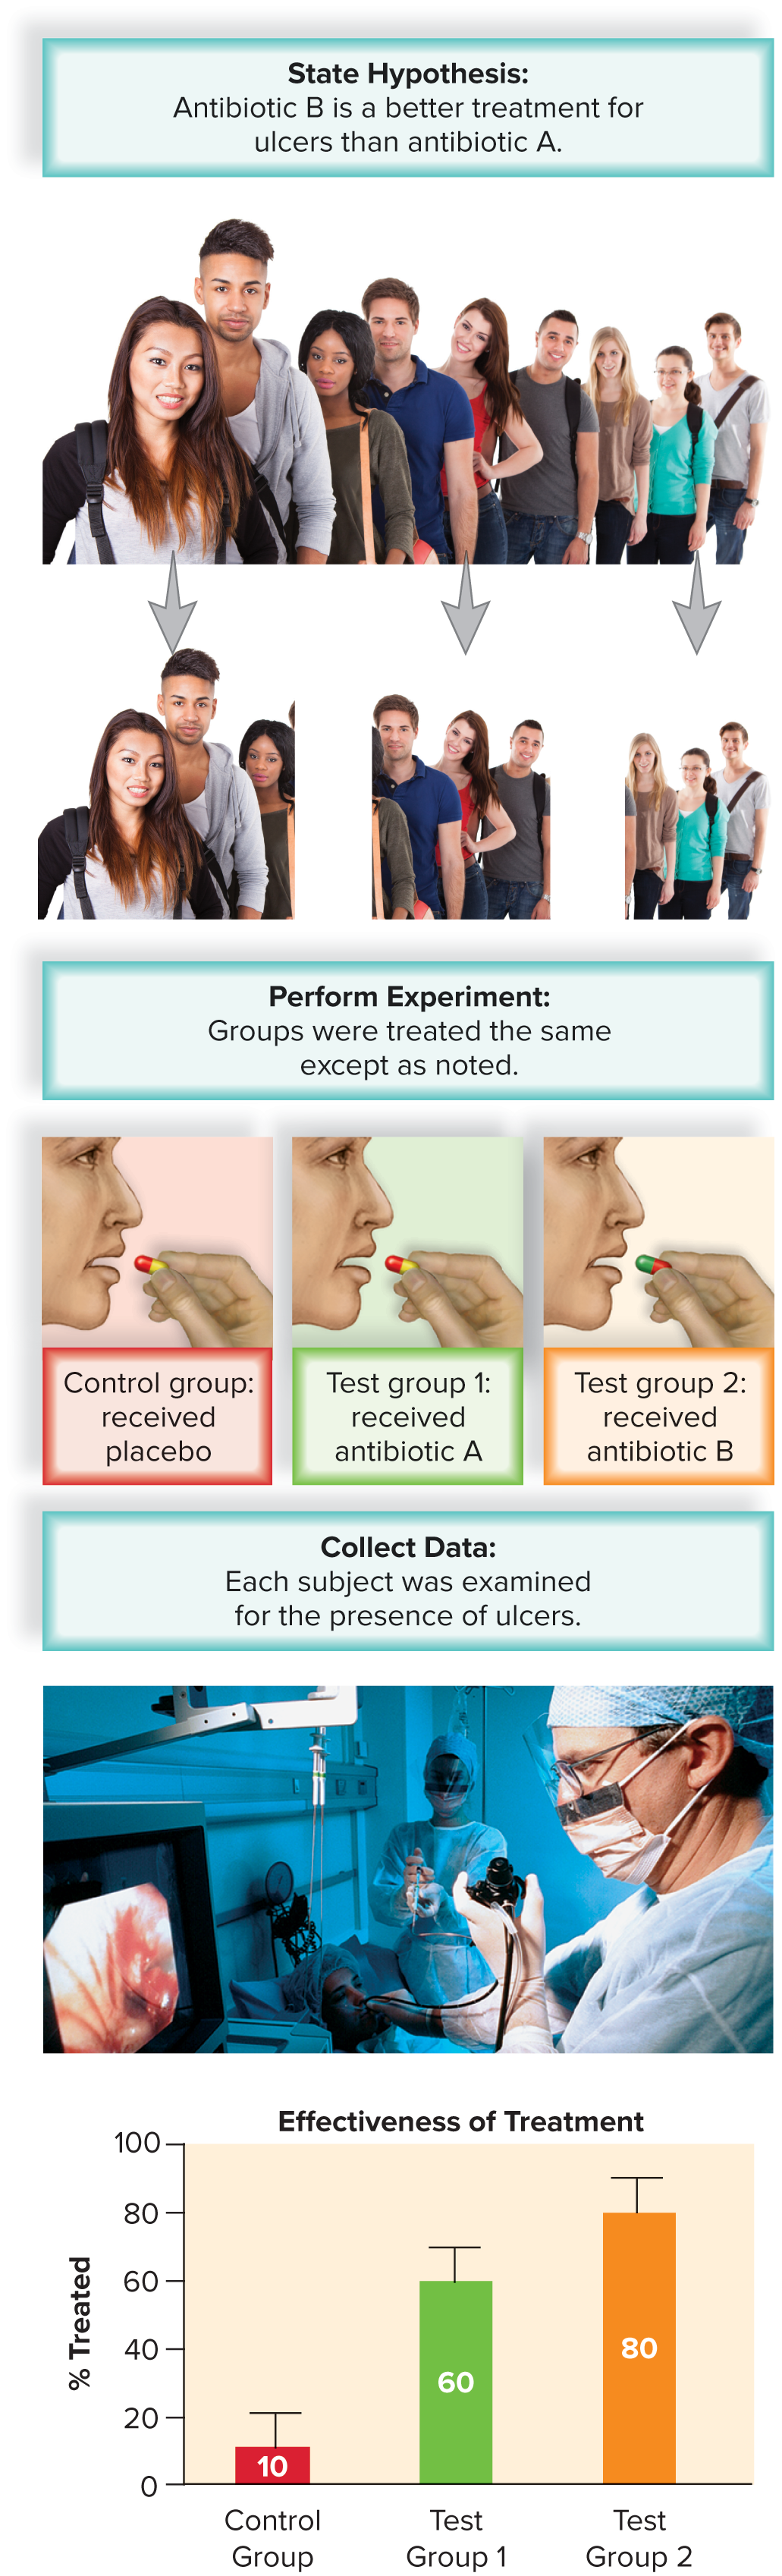 State Hypothesis:
Antibiotic B is a better treatment for
ulcers than antibiotic A.
Perform Experiment:
Groups were treated the same
except as noted.
Control group:
received
placebo
Test group 1:
received
antibiotic A
Test group 2:
received
antibiotic B
Collect Data:
Each subject was examined
for the presence of ulcers.
Effectiveness of Treatment
% Treated
100
80
60
40
20
0
10
60
80
Control
Group
Test
Group 1
Test
Group 2